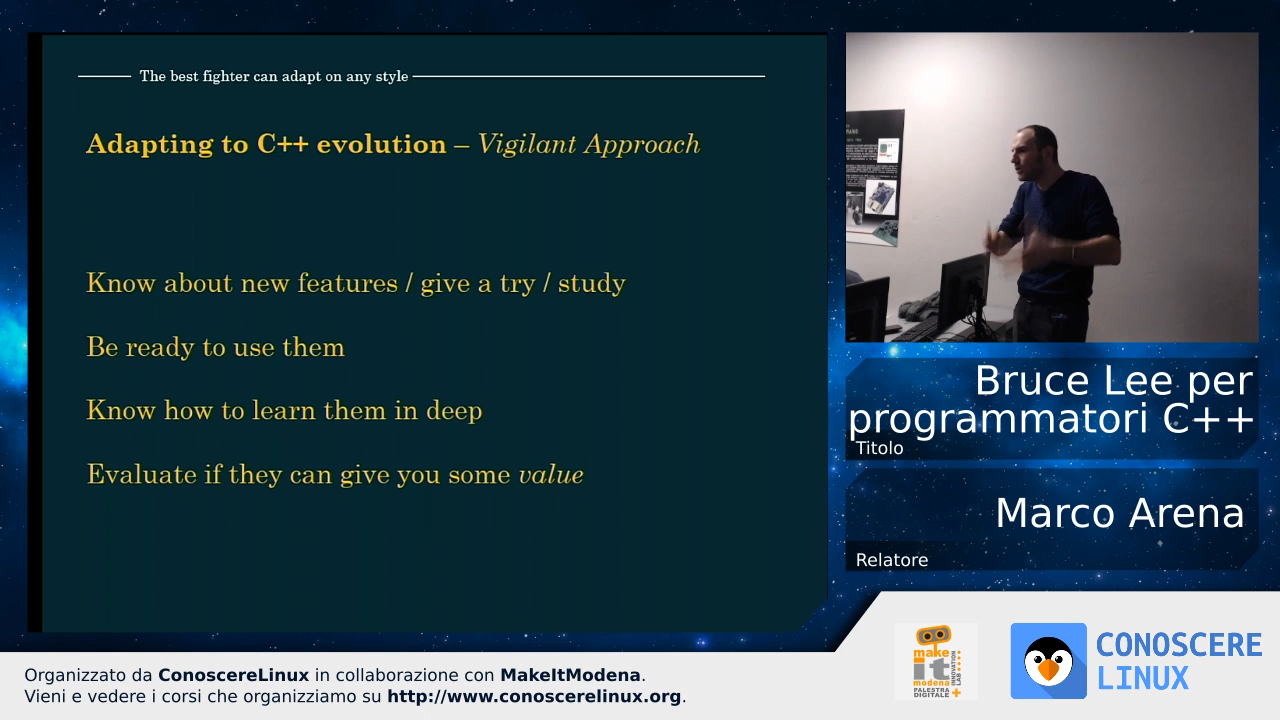 The best fighter can adapt on any style
Adapting to C++ evolution – Vigilant Approach
Know about new features / give a try / study
Be ready to use them
Know how to learn them in deep
Evaluate if they can give you some value
Bruce Lee per
programmatori C++
Titolo
Marco Arena
Relatore
make
it
modena
PALESTRA
DIGITALE
INNOVATION
LAB
CONOSCERE
LINUX
Organizzato da ConoscereLinux in collaborazione con MakeItModena.
Vieni e vedere i corsi che organizziamo su http://www.conoscerelinux.org.